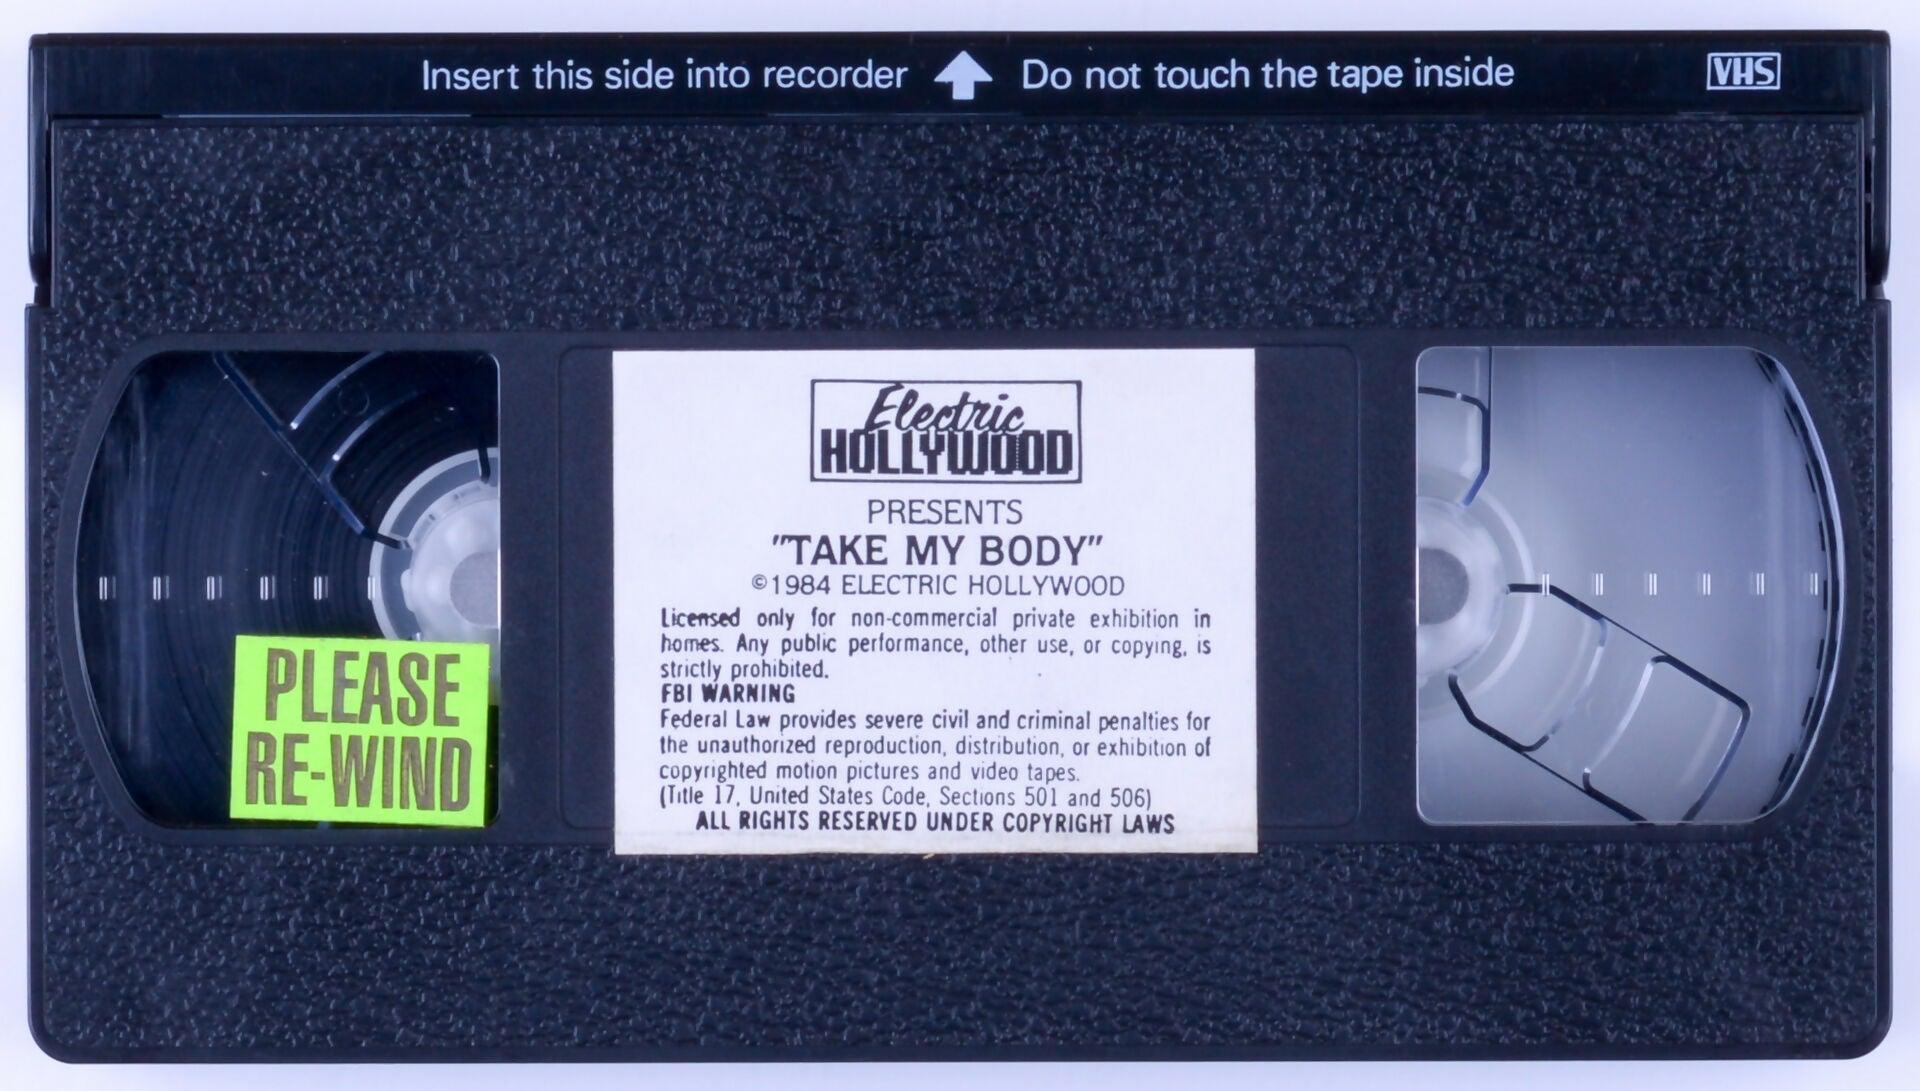 Insert this side into recorder Do not touch the tape inside VHS
Electric
HOLLYWOOD
PRESENTS
"TAKE MY BODY"
©1984 ELECTRIC HOLLYWOOD
Licensed only for non-commercial private exhibition in
homes. Any public performance, other use, or copying, is
strictly prohibited.
FBI WARNING
Federal Law provides severe civil and criminal penalties for
the unauthorized reproduction, distribution, or exhibition of
copyrighted motion pictures and video tapes.
(Title 17, United States Code, Sections 501 and 506)
ALL RIGHTS RESERVED UNDER COPYRIGHT LAWS
PLEASE
RE-WIND